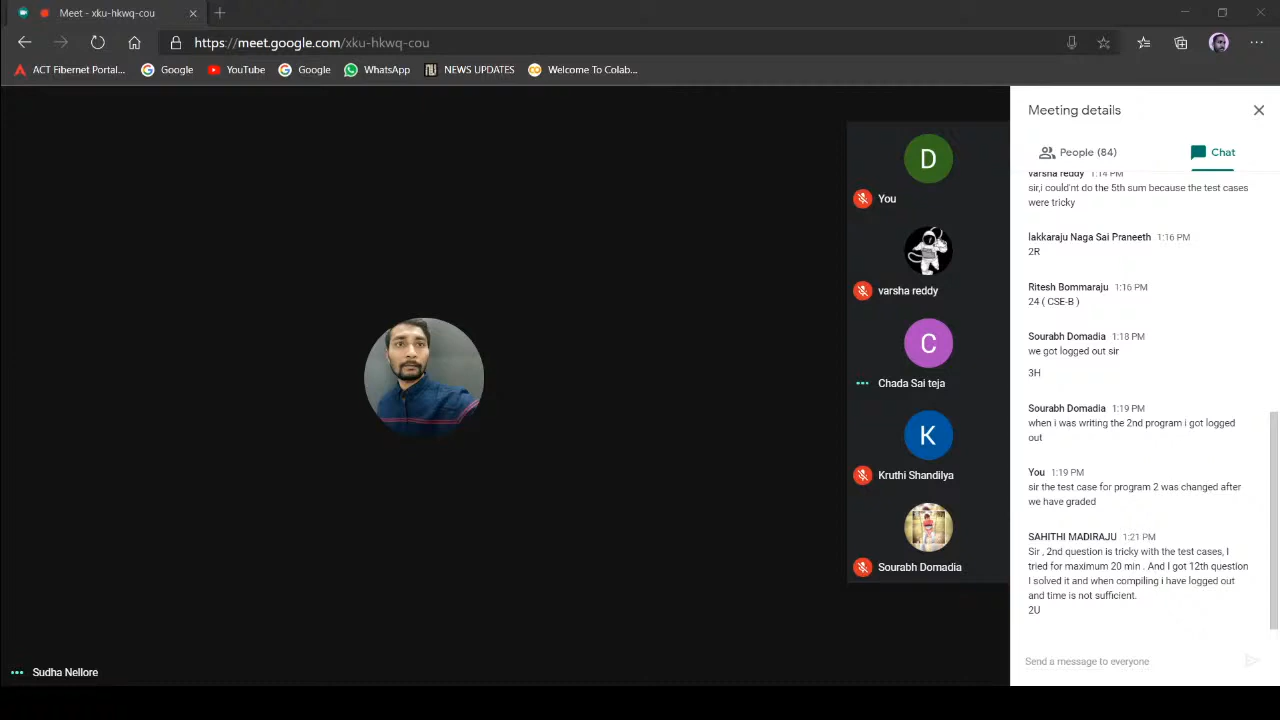 Meet - xku-hkwq-cou
https://meet.google.com/xku-hkwq-cou
ACT Fibernet Portal...
Google
YouTube
Google
WhatsApp
NEWS UPDATES
Welcome To Colab...
Sudha Nellore
D
You
varsha reddy
C
Chada Sai teja
K
Kruthi Shandilya
Sourabh Domadia
Meeting details
People (84)
Chat
varsha reddy 1:14 PM
sir,i could'nt do the 5th sum because the test cases
were tricky
lakkaraju Naga Sai Praneeth 1:16 PM
2R
Ritesh Bommaraju 1:16 PM
24 ( CSE-B )
Sourabh Domadia 1:18 PM
we got logged out sir
3H
Sourabh Domadia 1:19 PM
when i was writing the 2nd program i got logged
out
You 1:19 PM
sir the test case for program 2 was changed after
we have graded
SAHITHI MADIRAJU 1:21 PM
Sir , 2nd question is tricky with the test cases, I
tried for maximum 20 min . And I got 12th question
I solved it and when compiling i have logged out
and time is not sufficient.
2U
Send a message to everyone